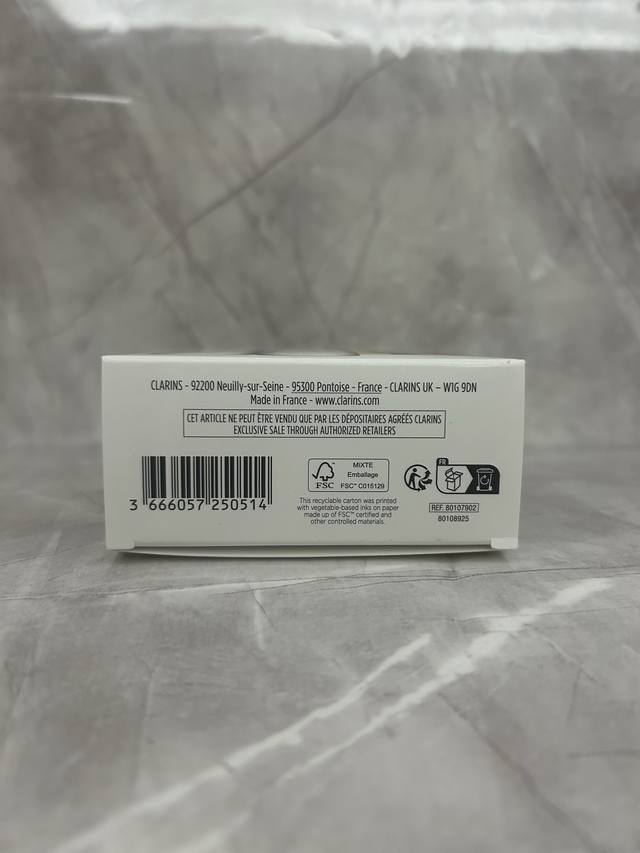 CLARINS - 92200 Neuilly-sur-Seine - 95300 Pontoise - France - CLARINS UK – W1G 9DN
Made in France - www.clarins.com
CET ARTICLE NE PEUT ÊTRE VENDU QUE PAR LES DÉPOSITAIRES AGRÉÉS CLARINS
EXCLUSIVE SALE THROUGH AUTHORIZED RETAILERS
3 666057 250514
FSC
MIXTE
Emballage
FSC™ C015129
This recyclable carton was printed
with vegetable-based inks on paper
made up of FSC™ certified and
other controlled materials.
FR
REF. 80107902
80108925